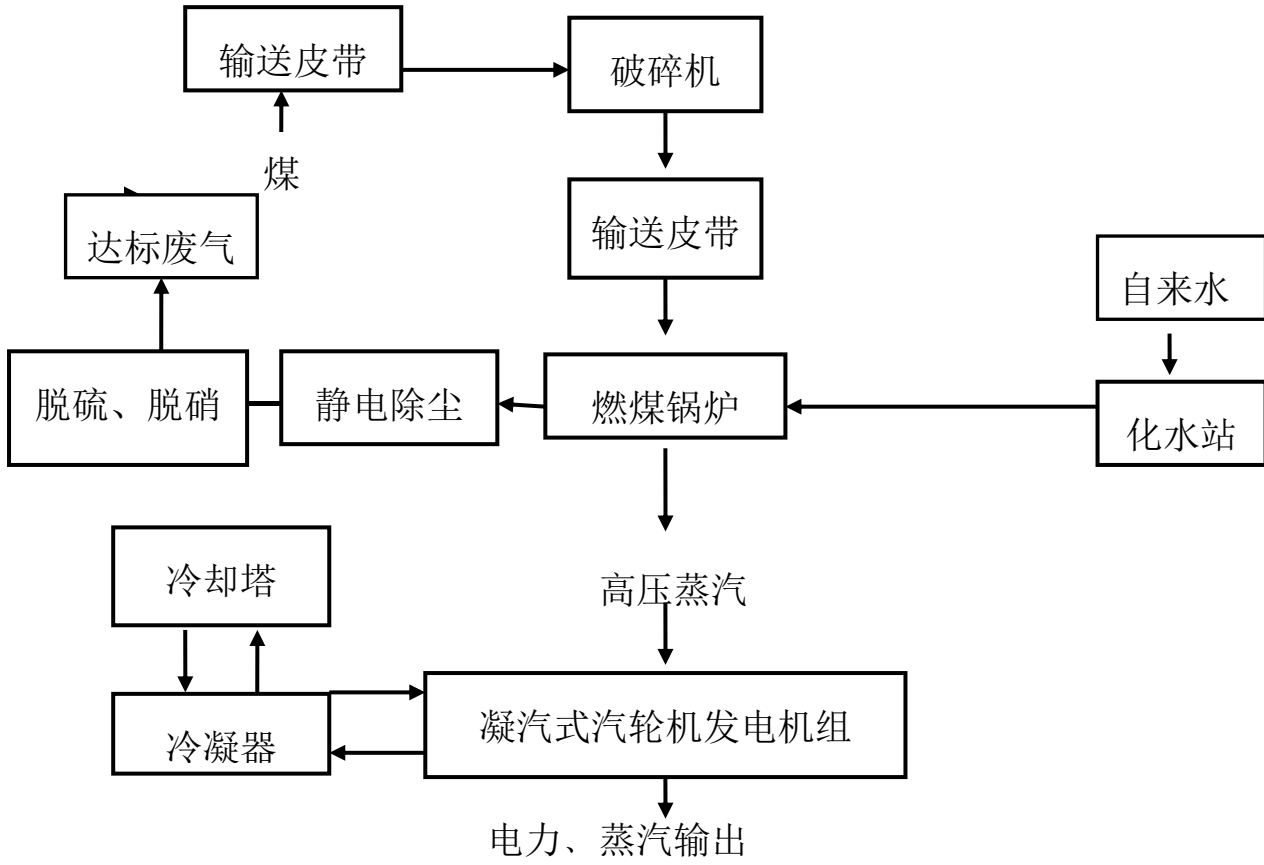 输送皮带
破碎机
煤
输送皮带
达标废气
自来水
脱硫、脱硝
静电除尘
燃煤锅炉
化水站
冷却塔
高压蒸汽
冷凝器
凝汽式汽轮机发电机组
电力、蒸汽输出